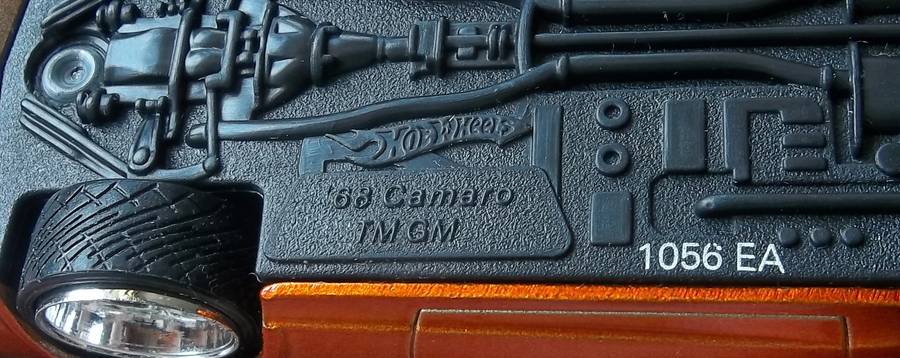 Hot Wheels
'68 Camaro
TM GM
1056 EA